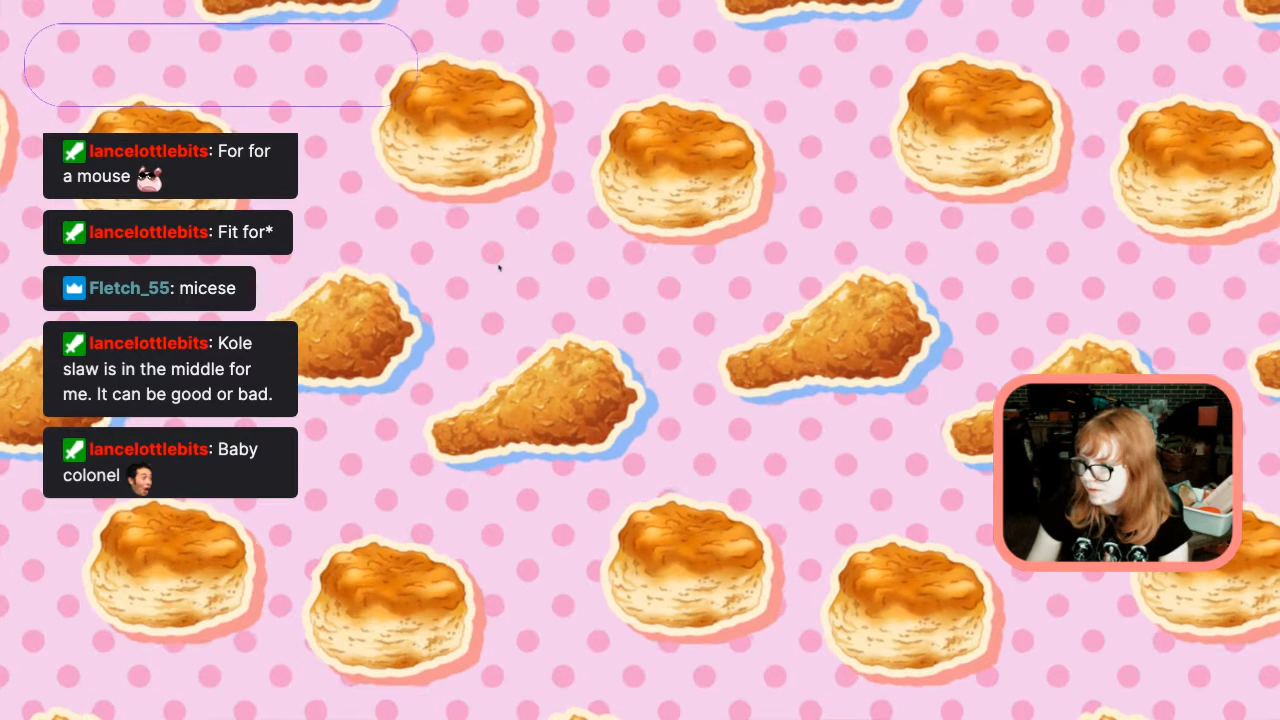 lancelottlebits: For for
a mouse
lancelottlebits: Fit for*
Fletch_55: micese
lancelottlebits: Kole
slaw is in the middle for
me. It can be good or bad.
lancelottlebits: Baby
colonel